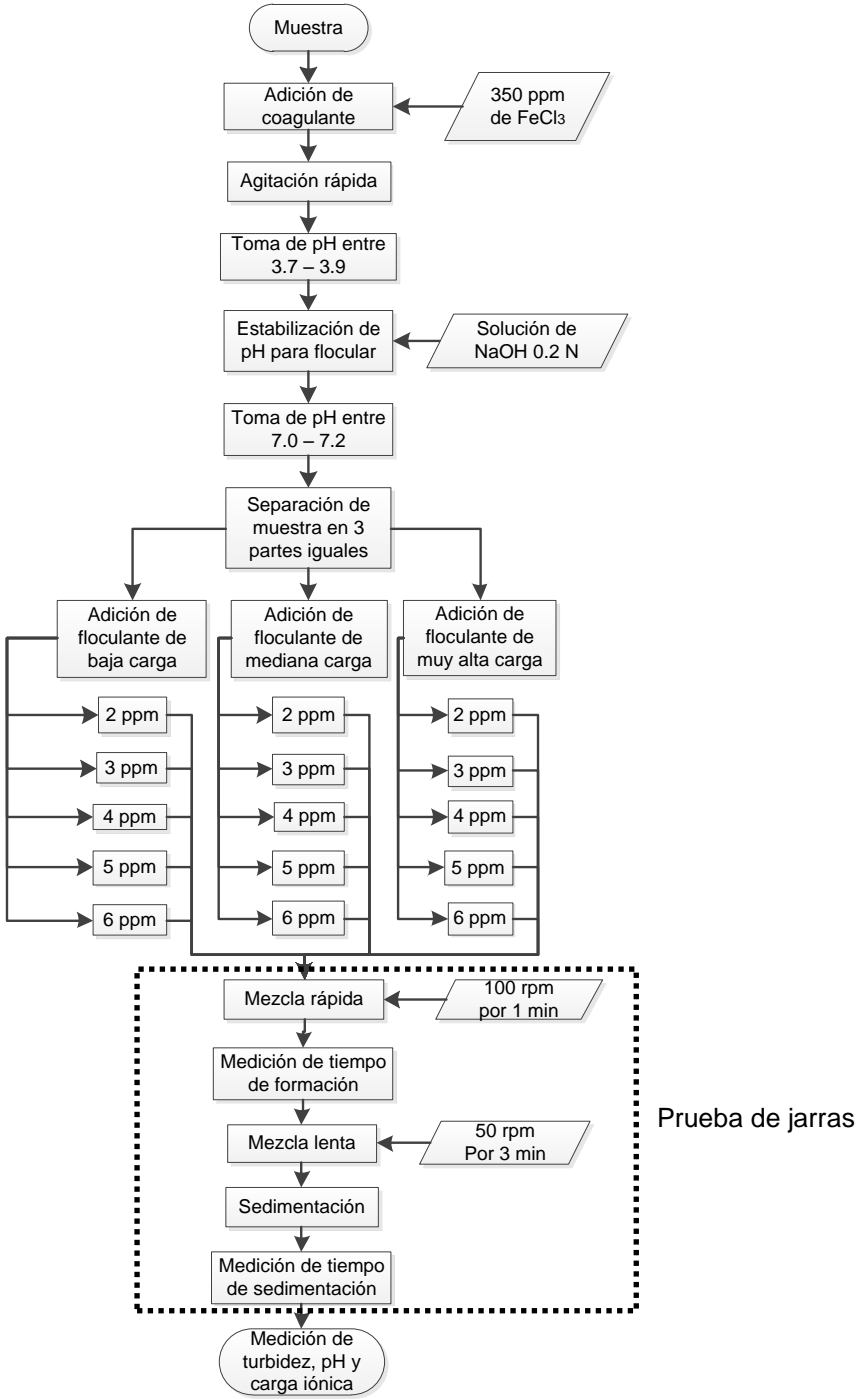 Muestra
Adición de
coagulante
350 ppm
de FeCl₃
Agitación rápida
Toma de pH entre
3.7 – 3.9
Estabilización de
pH para flocular
Solución de
NaOH 0.2 N
Toma de pH entre
7.0 – 7.2
Separación de
muestra en 3
partes iguales
Adición de
floculante de
baja carga
Adición de
floculante de
mediana carga
Adición de
floculante de
muy alta carga
2 ppm
3 ppm
4 ppm
5 ppm
6 ppm
2 ppm
3 ppm
4 ppm
5 ppm
6 ppm
2 ppm
3 ppm
4 ppm
5 ppm
6 ppm
Mezcla rápida
100 rpm
por 1 min
Medición de tiempo
de formación
Prueba de jarras
Mezcla lenta
50 rpm
Por 3 min
Sedimentación
Medición de tiempo
de sedimentación
Medición de
turbidez, pH y
carga iónica